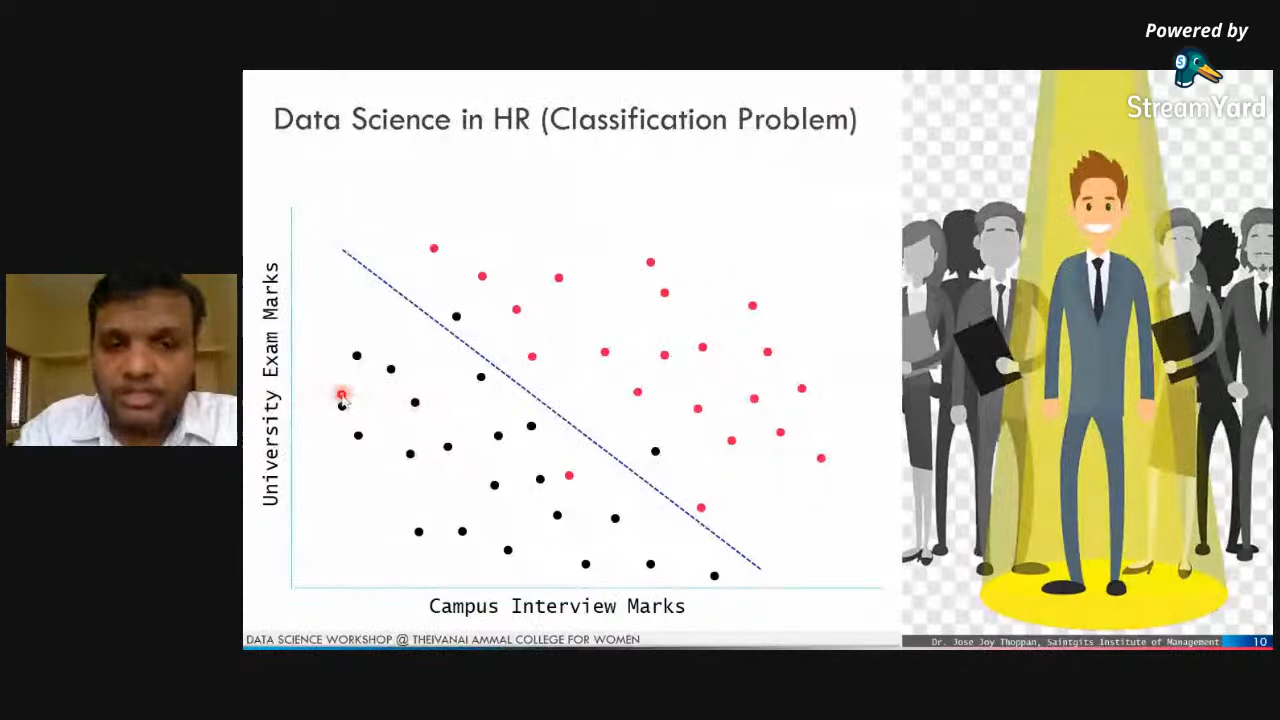 Powered by
S
StreamYard
Data Science in HR (Classification Problem)
University Exam Marks
Campus Interview Marks
DATA SCIENCE WORKSHOP @ THEIVANAI AMMAL COLLEGE FOR WOMEN
Dr. Jose Joy Thoppan, Saintgits Institute of Management
10